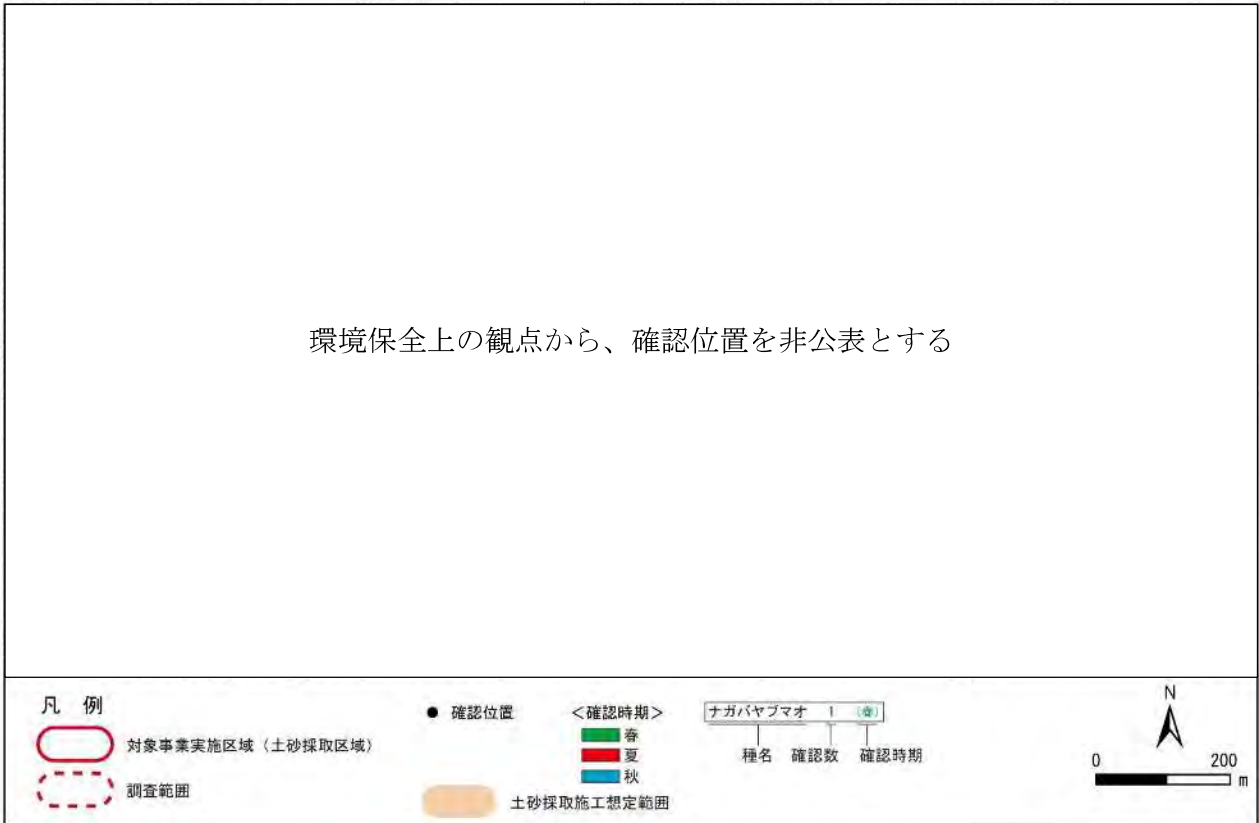 環境保全上の観点から、確認位置を非公表とする
凡 例
対象事業実施区域（土砂採取区域）
調査範囲
● 確認位置
土砂採取施工想定範囲
＜確認時期＞
春
夏
秋
ナガバヤブマオ 1 (春)
種名 確認数 確認時期
N
0 200
m